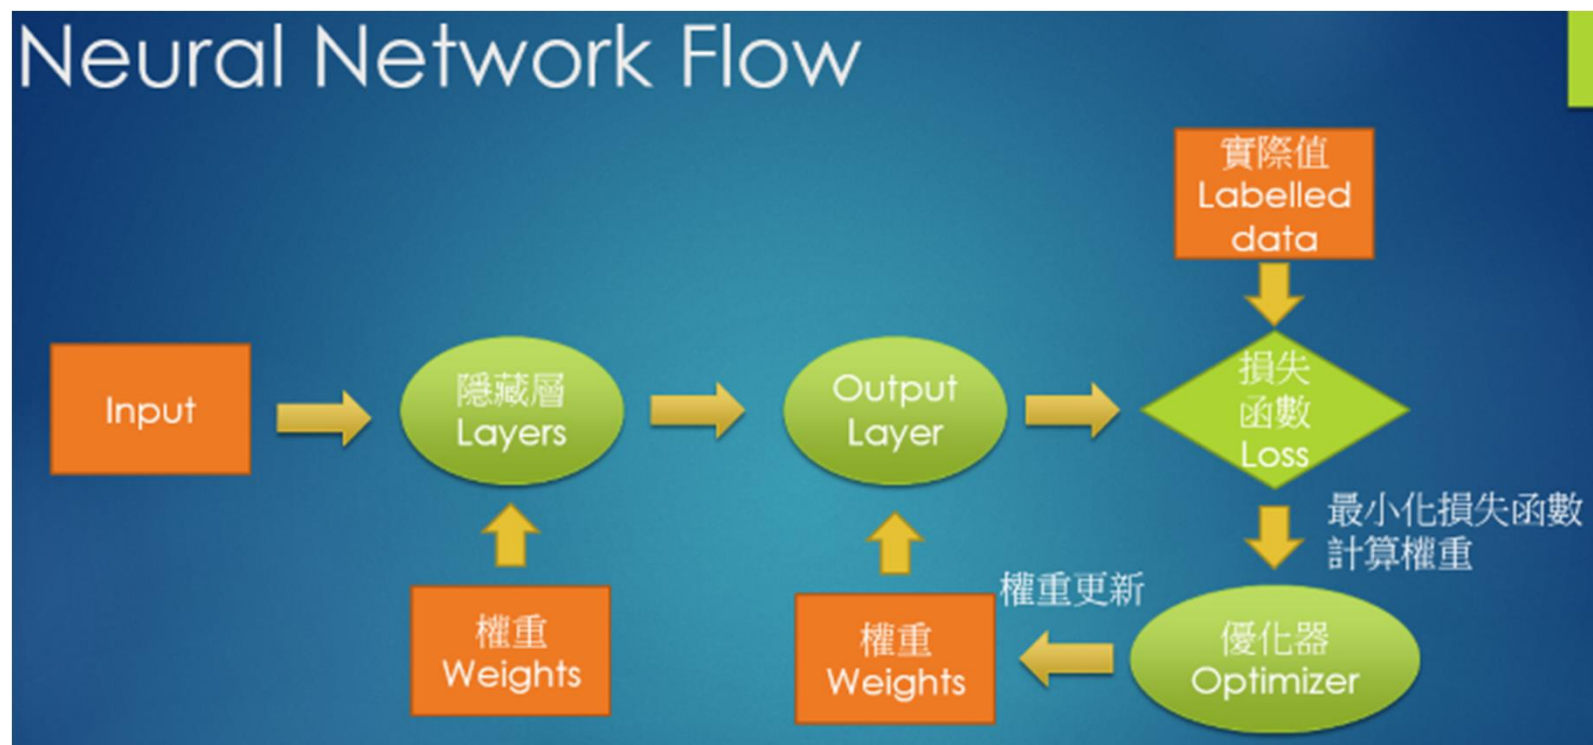 Neural Network Flow
實際值
Labelled
data
Input
隱藏層
Layers
Output
Layer
損失
函數
Loss
最小化損失函數
計算權重
權重
Weights
權重
Weights
權重更新
優化器
Optimizer